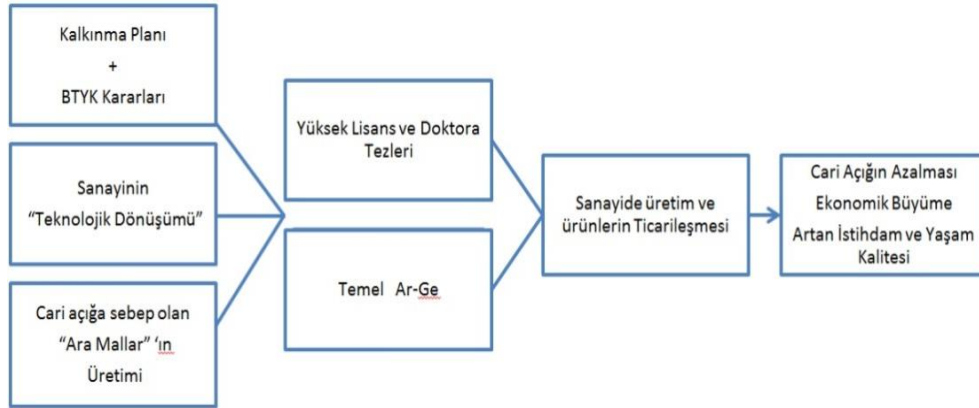 Kalkınma Planı
+
BTYK Kararları
Sanayinin
“Teknolojik Dönüşümü”
Cari açığa sebep olan
“Ara Mallar” ‘ın
Üretimi
Yüksek Lisans ve Doktora
Tezleri
Temel Ar-Ge
Sanayide üretim ve
ürünlerin Ticarileşmesi
Cari Açığın Azalması
Ekonomik Büyüme
Artan İstihdam ve Yaşam
Kalitesi